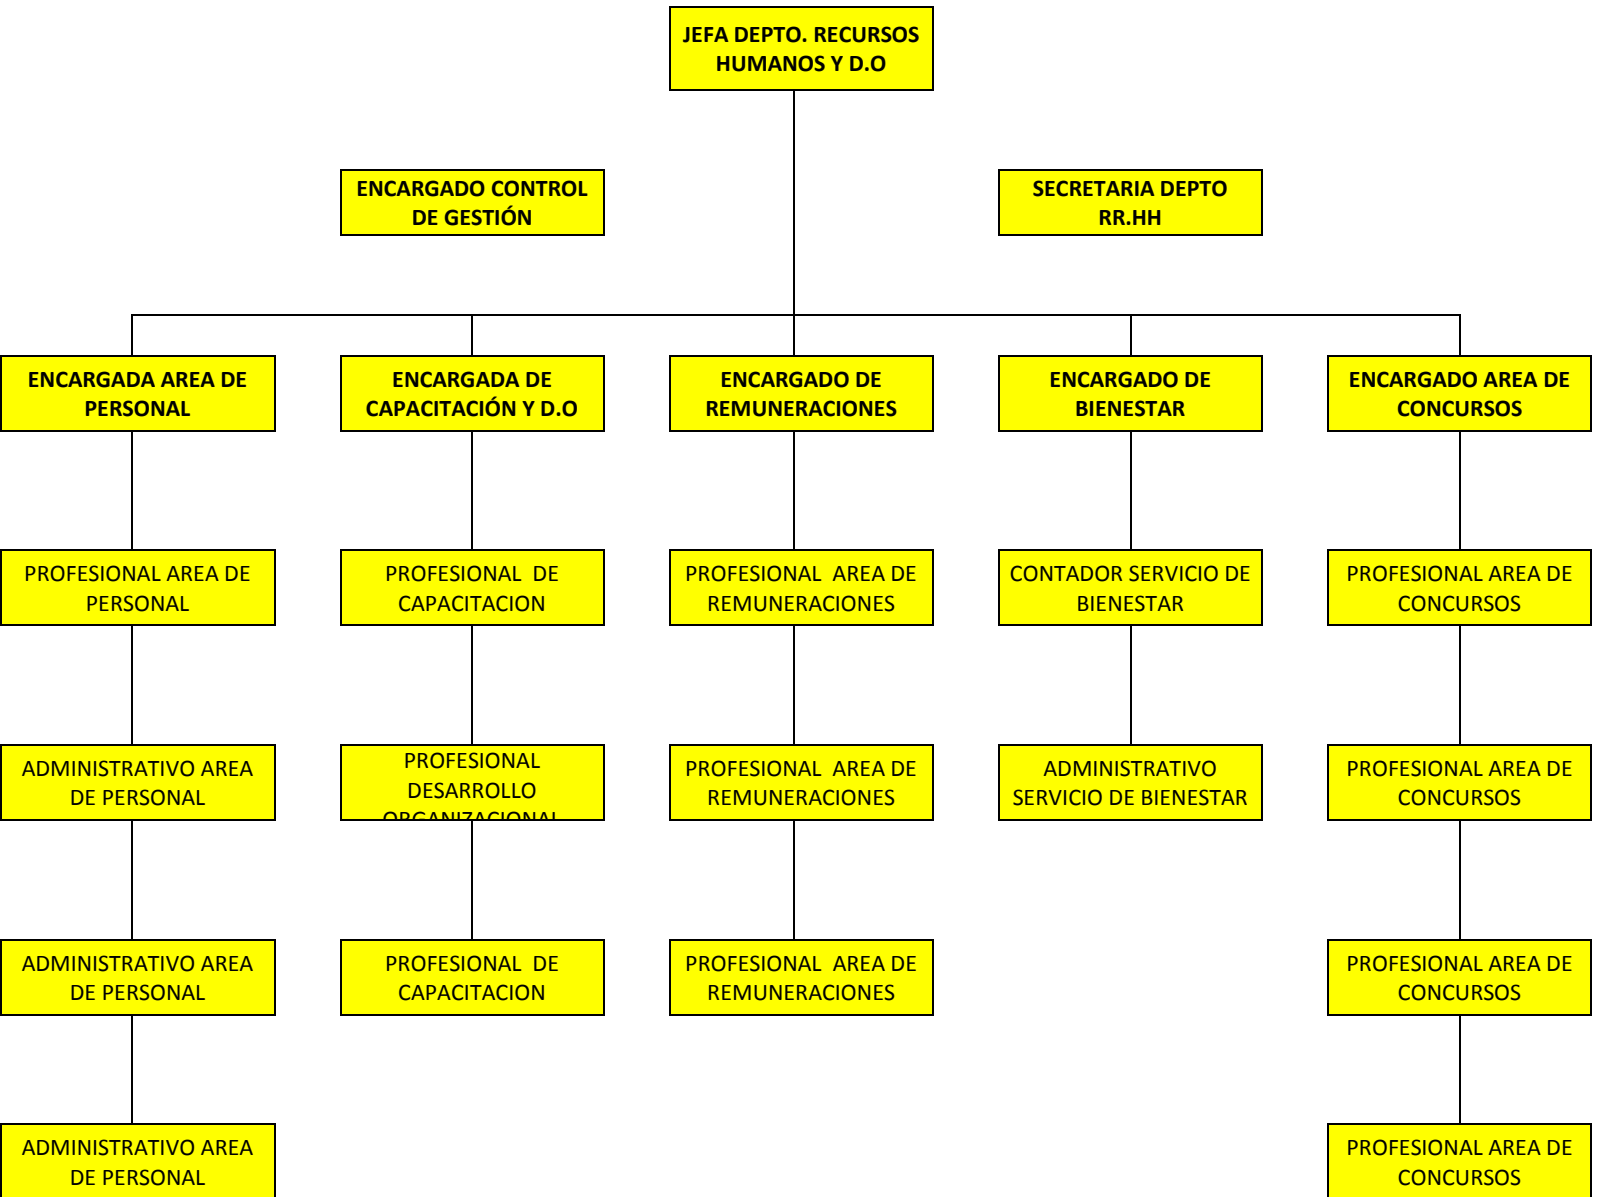 JEFA DEPTO. RECURSOS
HUMANOS Y D.O
ENCARGADO CONTROL
DE GESTIÓN
SECRETARIA DEPTO
RR.HH
ENCARGADA AREA DE
PERSONAL
ENCARGADA DE
CAPACITACIÓN Y D.O
ENCARGADO DE
REMUNERACIONES
ENCARGADO DE
BIENESTAR
ENCARGADO AREA DE
CONCURSOS
PROFESIONAL AREA DE
PERSONAL
PROFESIONAL  DE
CAPACITACION
PROFESIONAL  AREA DE
REMUNERACIONES
CONTADOR SERVICIO DE
BIENESTAR
PROFESIONAL AREA DE
CONCURSOS
ADMINISTRATIVO AREA
DE PERSONAL
PROFESIONAL
DESARROLLO
ORGANIZACIONAL
PROFESIONAL  AREA DE
REMUNERACIONES
ADMINISTRATIVO
SERVICIO DE BIENESTAR
PROFESIONAL AREA DE
CONCURSOS
ADMINISTRATIVO AREA
DE PERSONAL
PROFESIONAL  DE
CAPACITACION
PROFESIONAL  AREA DE
REMUNERACIONES
PROFESIONAL AREA DE
CONCURSOS
ADMINISTRATIVO AREA
DE PERSONAL
PROFESIONAL AREA DE
CONCURSOS